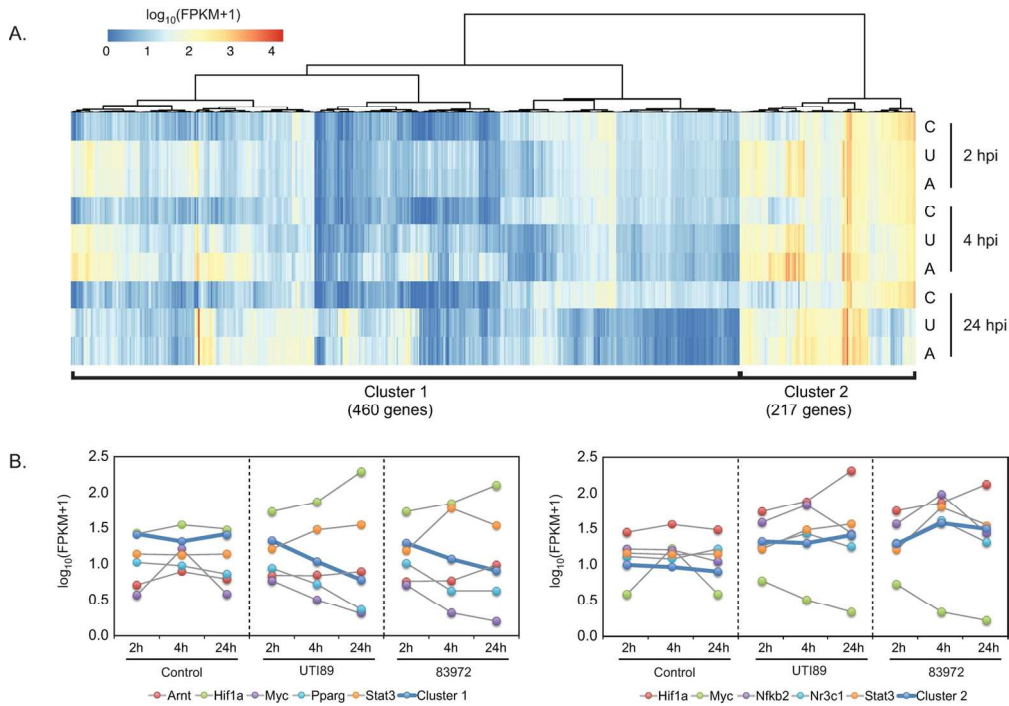 A.
log10(FPKM+1)
0 1 2 3 4
C
U
A
2 hpi
C
U
A
4 hpi
C
U
A
24 hpi
Cluster 1
(460 genes)
Cluster 2
(217 genes)
B.
log10(FPKM+1)
2.5
2.0
1.5
1.0
0.5
0.0
2h 4h 24h 2h 4h 24h 2h 4h 24h
Control UTI89 83972
Arnt Hif1a Myc Pparg Stat3 Cluster 1
log10(FPKM+1)
2.5
2.0
1.5
1.0
0.5
0.0
2h 4h 24h 2h 4h 24h 2h 4h 24h
Control UTI89 83972
Hif1a Myc Nfkb2 Nr3c1 Stat3 Cluster 2